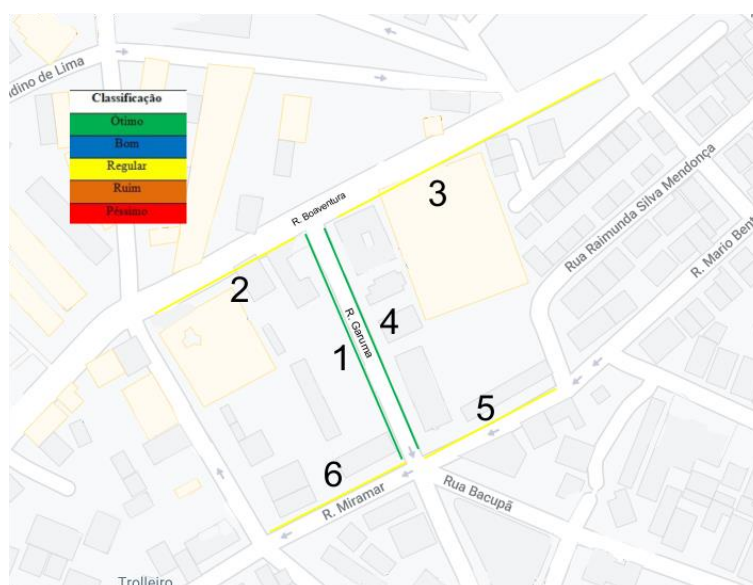 dino de Lima
Classificação
Ótimo
Bom
Regular
Ruim
Péssimo
R. Boaventura
3
Rua Raimunda Silva Mendonça
R. Mario Bent
2
4
R. Garuma
1
5
6
R. Miramar
Rua Bacupã
Trolleiro